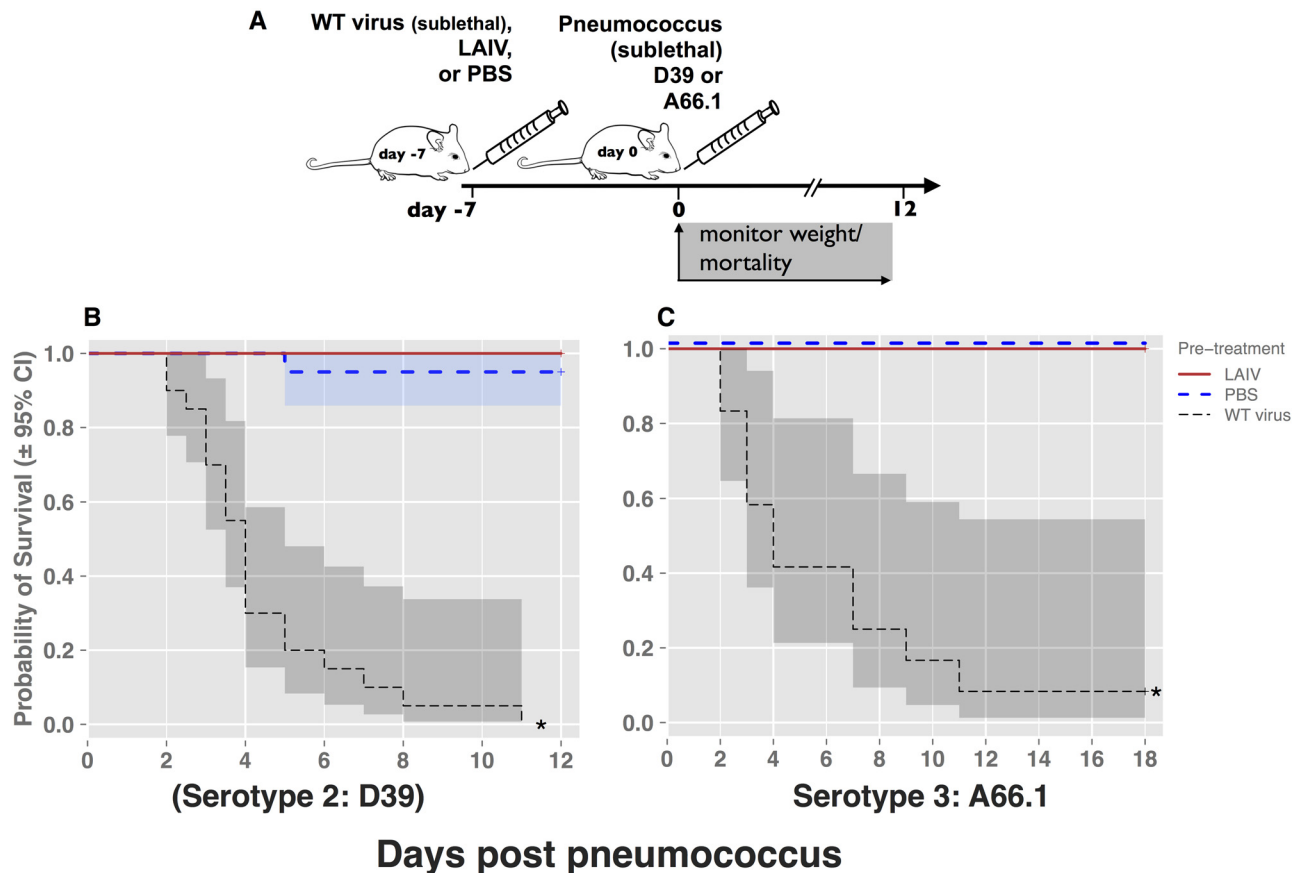 A
WT virus (sublethal),
LAIV,
or PBS
Pneumococcus
(sublethal)
D39 or
A66.1
day -7
day 0
day -7
0
12
monitor weight/
mortality
B
Probability of Survival (± 95% CI)
1.0
0.8
0.6
0.4
0.2
0.0
*
0 2 4 6 8 10 12
(Serotype 2: D39)
C
1.0
0.8
0.6
0.4
0.2
0.0
*
0 2 4 6 8 10 12 14 16 18
Serotype 3: A66.1
Pre-treatment
LAIV
PBS
WT virus
Days post pneumococcus